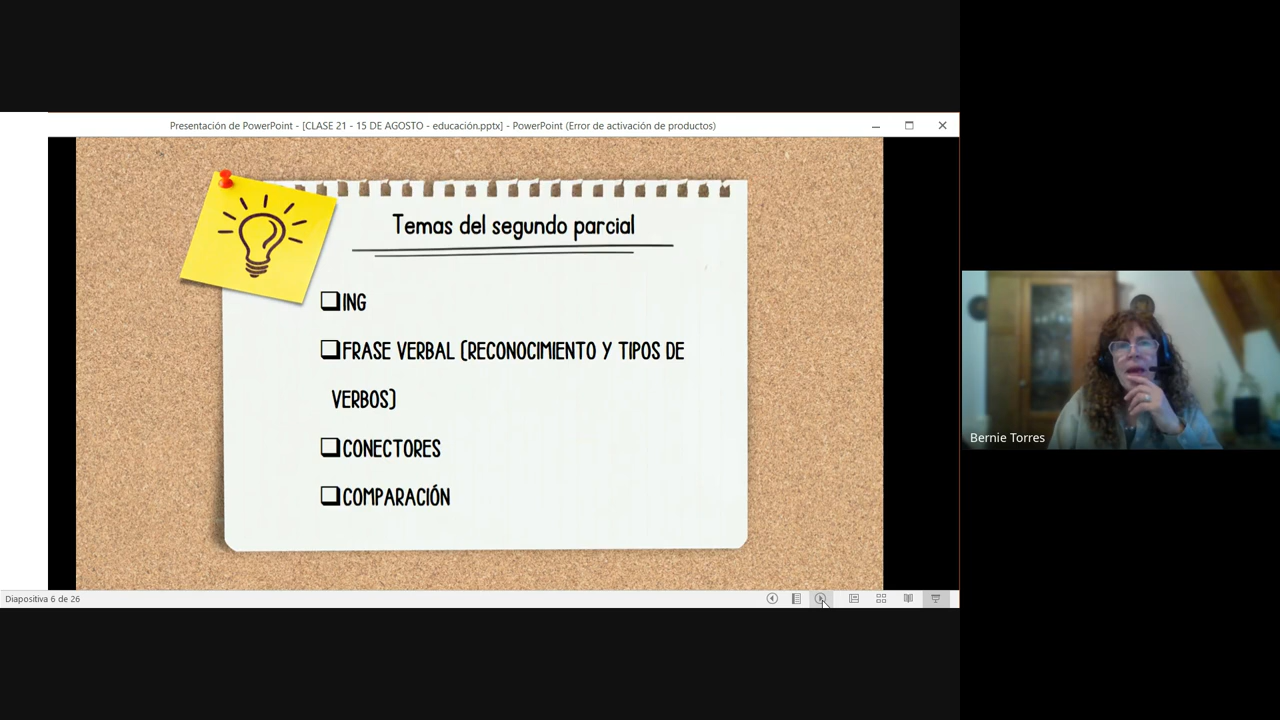 Presentación de PowerPoint - [CLASE 21 - 15 DE AGOSTO - educación.pptx] - PowerPoint (Error de activación de productos)
Temas del segundo parcial
ING
FRASE VERBAL (RECONOCIMIENTO Y TIPOS DE
VERBOS)
CONECTORES
COMPARACIÓN
Bernie Torres
Diapositiva 6 de 26